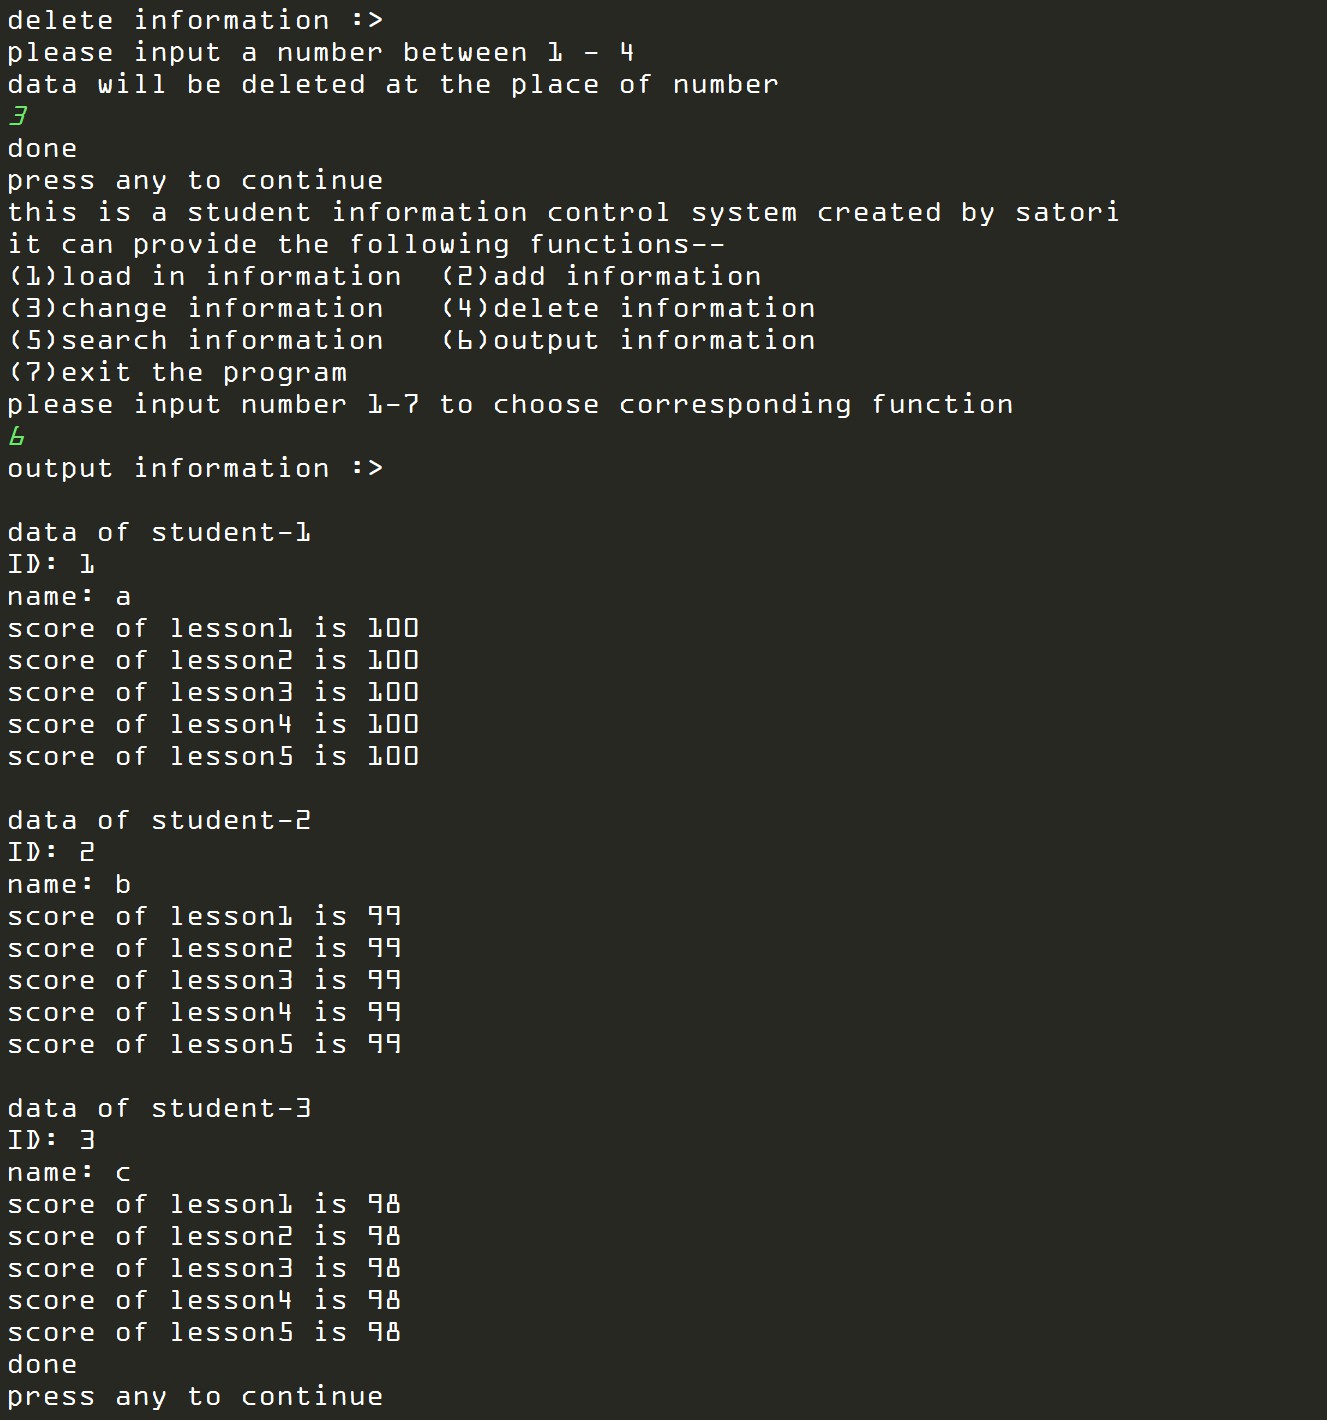 delete information :>
please input a number between 1 - 4
data will be deleted at the place of number
3
done
press any to continue
this is a student information control system created by satori
it can provide the following functions--
(1)load in information  (2)add information
(3)change information   (4)delete information
(5)search information   (6)output information
(7)exit the program
please input number 1-7 to choose corresponding function
6
output information :>

data of student-1
ID: 1
name: a
score of lesson1 is 100
score of lesson2 is 100
score of lesson3 is 100
score of lesson4 is 100
score of lesson5 is 100

data of student-2
ID: 2
name: b
score of lesson1 is 99
score of lesson2 is 99
score of lesson3 is 99
score of lesson4 is 99
score of lesson5 is 99

data of student-3
ID: 3
name: c
score of lesson1 is 98
score of lesson2 is 98
score of lesson3 is 98
score of lesson4 is 98
score of lesson5 is 98
done
press any to continue